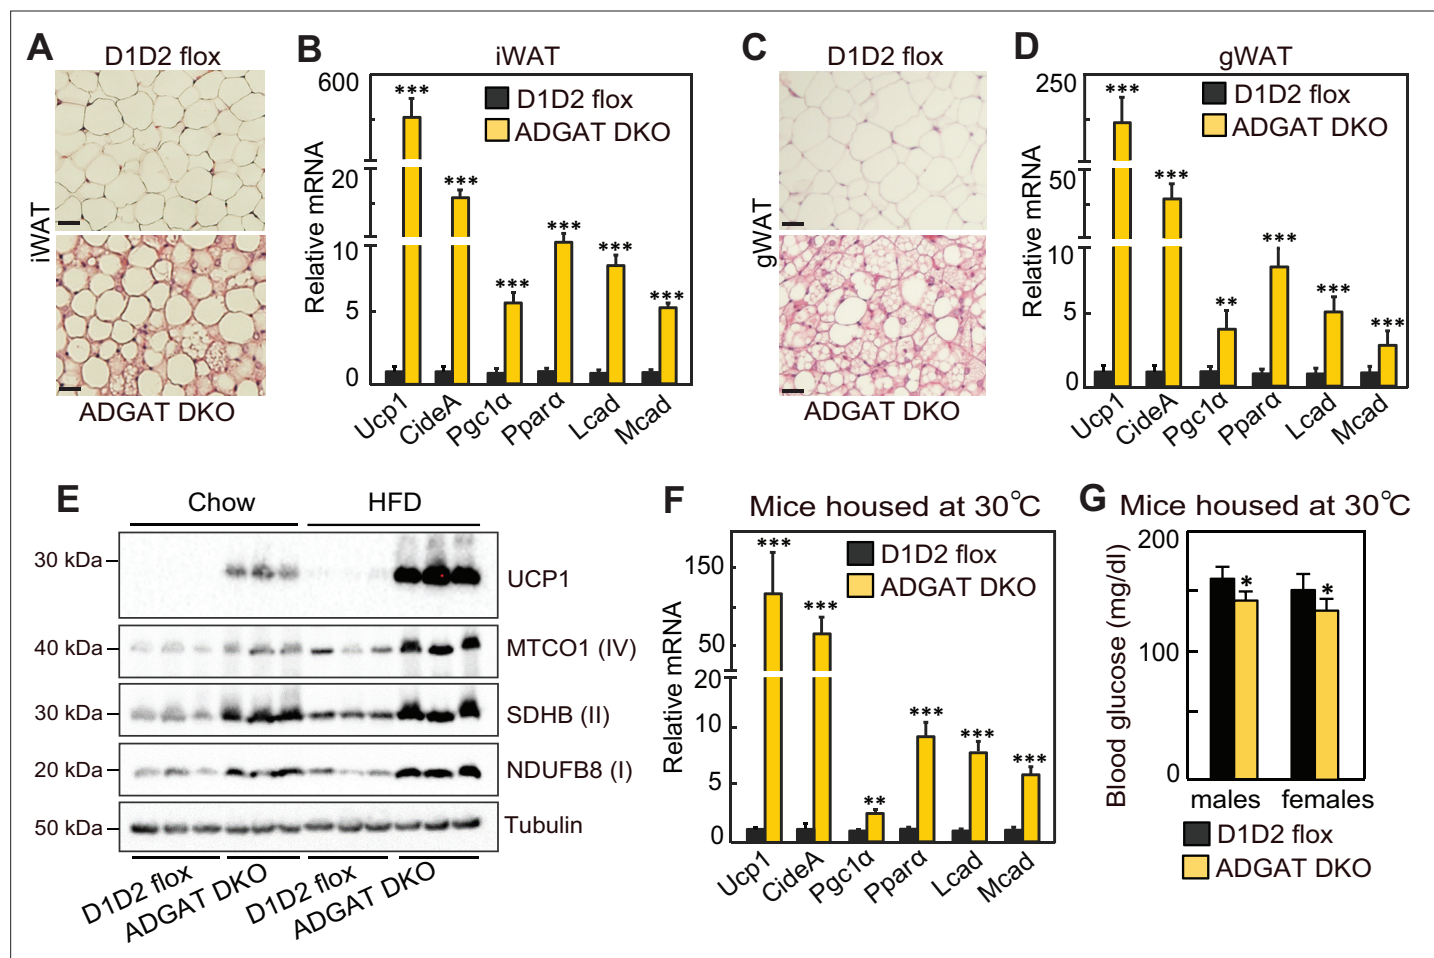 A
D1D2 flox
iWAT
ADGAT DKO
B
iWAT
600
20
10
5
0
Relative mRNA
D1D2 flox
ADGAT DKO
***
***
***
***
***
***
Ucp1
CideA
Pgc1α
Pparα
Lcad
Mcad
C
D1D2 flox
gWAT
ADGAT DKO
D
gWAT
250
50
10
5
0
Relative mRNA
D1D2 flox
ADGAT DKO
***
***
**
***
***
***
Ucp1
CideA
Pgc1α
Pparα
Lcad
Mcad
E
Chow
HFD
30 kDa
UCP1
40 kDa
MTCO1 (IV)
30 kDa
SDHB (II)
20 kDa
NDUFB8 (I)
50 kDa
Tubulin
D1D2 flox
ADGAT DKO
D1D2 flox
ADGAT DKO
F
Mice housed at 30°C
150
50
20
10
5
0
Relative mRNA
D1D2 flox
ADGAT DKO
***
***
**
***
***
***
Ucp1
CideA
Pgc1α
Pparα
Lcad
Mcad
G
Mice housed at 30°C
200
100
0
Blood glucose (mg/dl)
*
*
males
females
D1D2 flox
ADGAT DKO